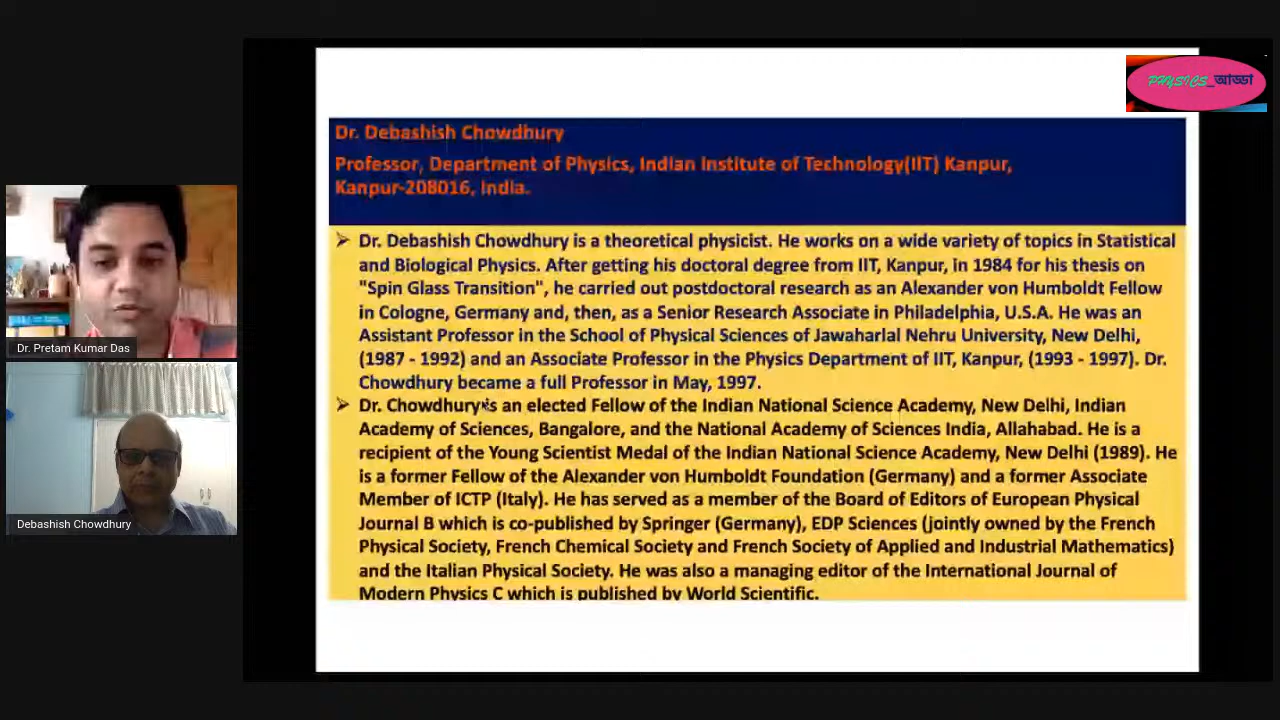 PHYSICS_আড্ডা
Dr. Debashish Chowdhury
Professor, Department of Physics, Indian Institute of Technology(IIT) Kanpur,
Kanpur-208016, India.
Dr. Debashish Chowdhury is a theoretical physicist. He works on a wide variety of topics in Statistical
and Biological Physics. After getting his doctoral degree from IIT, Kanpur, in 1984 for his thesis on
"Spin Glass Transition", he carried out postdoctoral research as an Alexander von Humboldt Fellow
in Cologne, Germany and, then, as a Senior Research Associate in Philadelphia, U.S.A. He was an
Assistant Professor in the School of Physical Sciences of Jawaharlal Nehru University, New Delhi,
(1987 - 1992) and an Associate Professor in the Physics Department of IIT, Kanpur, (1993 - 1997). Dr.
Chowdhury became a full Professor in May, 1997.
Dr. Chowdhury is an elected Fellow of the Indian National Science Academy, New Delhi, Indian
Academy of Sciences, Bangalore, and the National Academy of Sciences India, Allahabad. He is a
recipient of the Young Scientist Medal of the Indian National Science Academy, New Delhi (1989). He
is a former Fellow of the Alexander von Humboldt Foundation (Germany) and a former Associate
Member of ICTP (Italy). He has served as a member of the Board of Editors of European Physical
Journal B which is co-published by Springer (Germany), EDP Sciences (jointly owned by the French
Physical Society, French Chemical Society and French Society of Applied and Industrial Mathematics)
and the Italian Physical Society. He was also a managing editor of the International Journal of
Modern Physics C which is published by World Scientific.
Dr. Pretam Kumar Das
Debashish Chowdhury